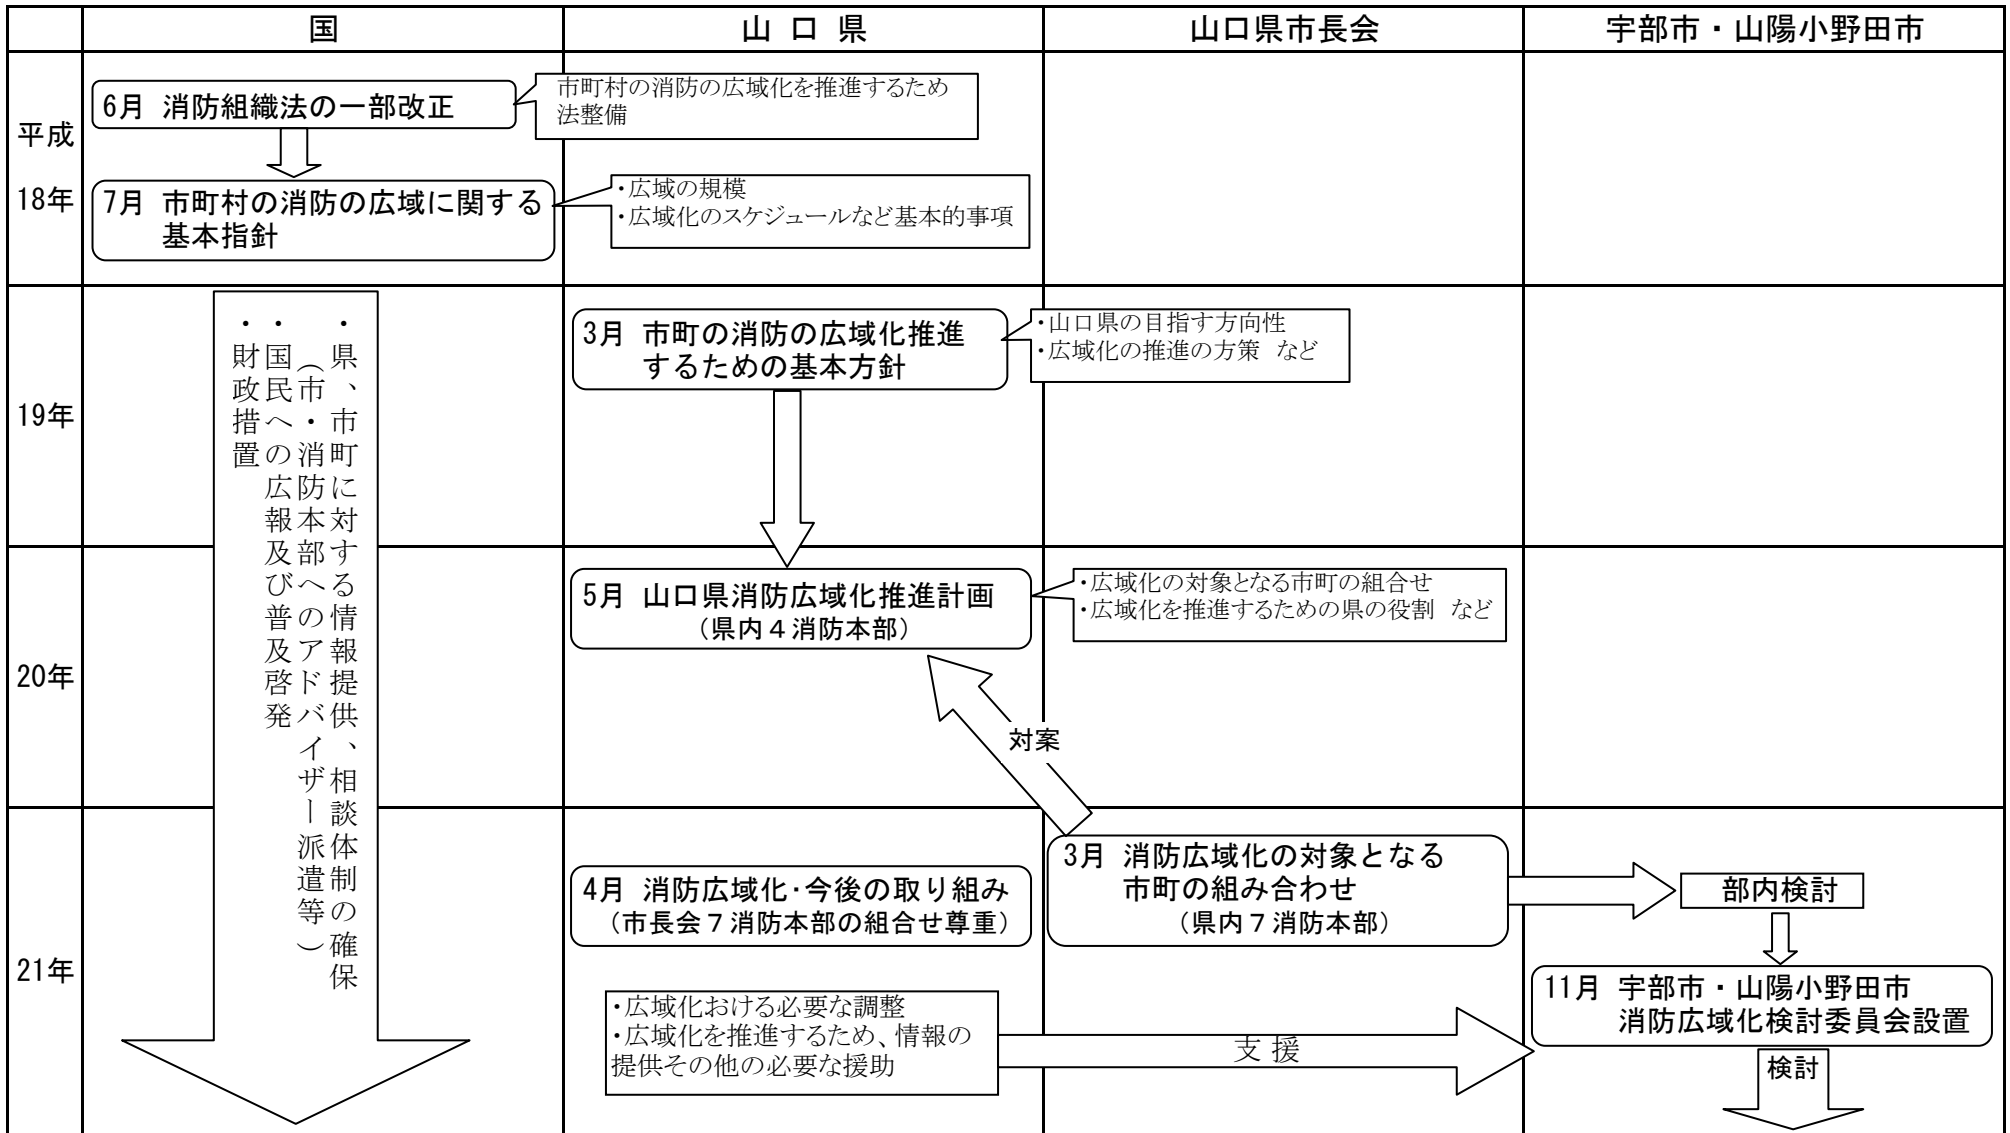 国
山口県
山口県市長会
宇部市・山陽小野田市
平成
18年
6月 消防組織法の一部改正
市町村の消防の広域化を推進するため
法整備
7月 市町村の消防の広域に関する
基本指針
・広域の規模
・広域化のスケジュールなど基本的事項
19年
・県、市町に対する情報提供、相談体制の確保
（市・消防本部へのアドバイザー派遣等）
・国民への広報及び普及啓発
・財政措置
3月 市町の消防の広域化推進
するための基本方針
・山口県の目指す方向性
・広域化の推進の方策 など
20年
5月 山口県消防広域化推進計画
（県内４消防本部）
・広域化の対象となる市町の組合せ
・広域化を推進するための県の役割 など
対案
21年
4月 消防広域化･今後の取り組み
（市長会７消防本部の組合せ尊重）
3月 消防広域化の対象となる
市町の組み合わせ
（県内７消防本部）
部内検討
11月 宇部市・山陽小野田市
消防広域化検討委員会設置
・広域化おける必要な調整
・広域化を推進するため、情報の
提供その他の必要な援助
支援
検討